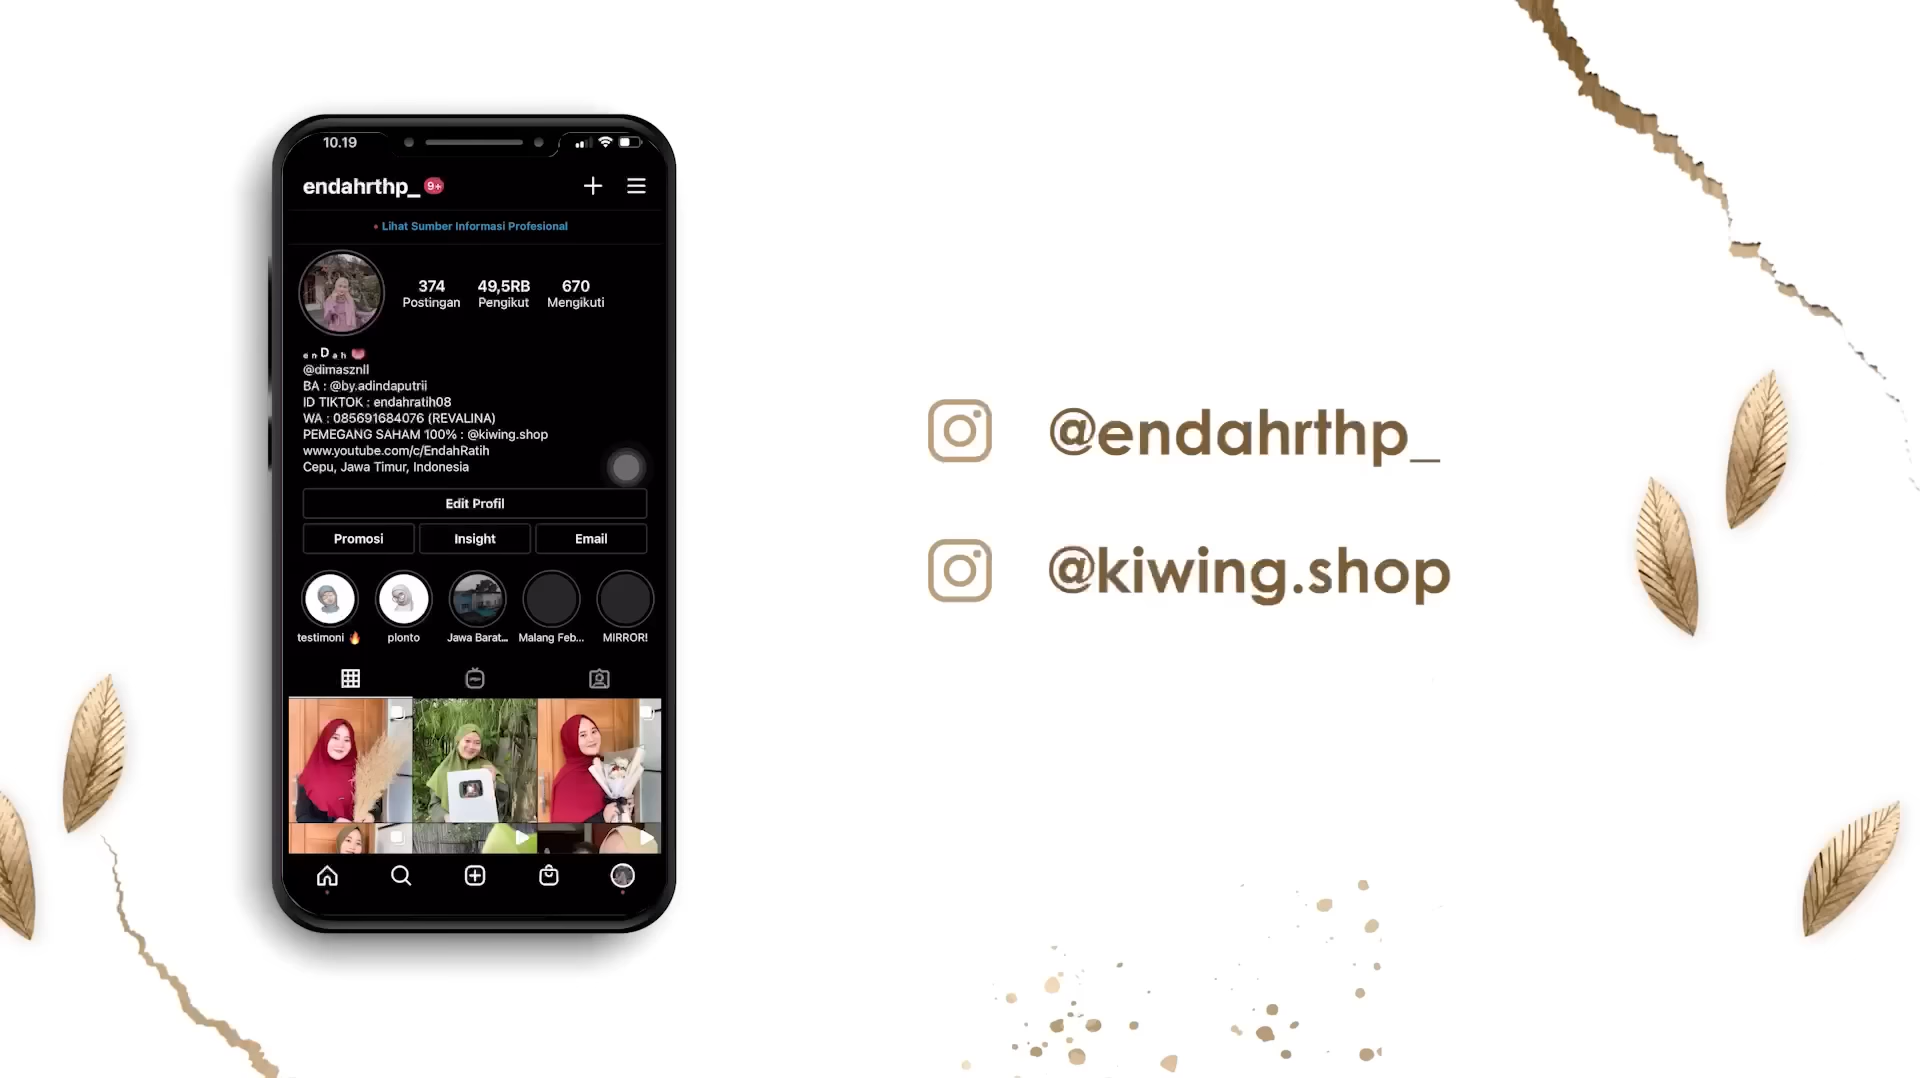 10.19
endahrthp_ 9+
Lihat Sumber Informasi Profesional
374 49,5RB 670
Postingan Pengikut Mengikuti
enDah
@dimasznll
BA : @by.adindaputrii
ID TIKTOK : endahratih08
WA : 085691684076 (REVALINA)
PEMEGANG SAHAM 100% : @kiwing.shop
www.youtube.com/c/EndahRatih
Cepu, Jawa Timur, Indonesia
Edit Profil
Promosi Insight Email
testimoni 🔥 plonto Jawa Barat... Malang Feb... MIRROR!
@endahrthp_
@kiwing.shop